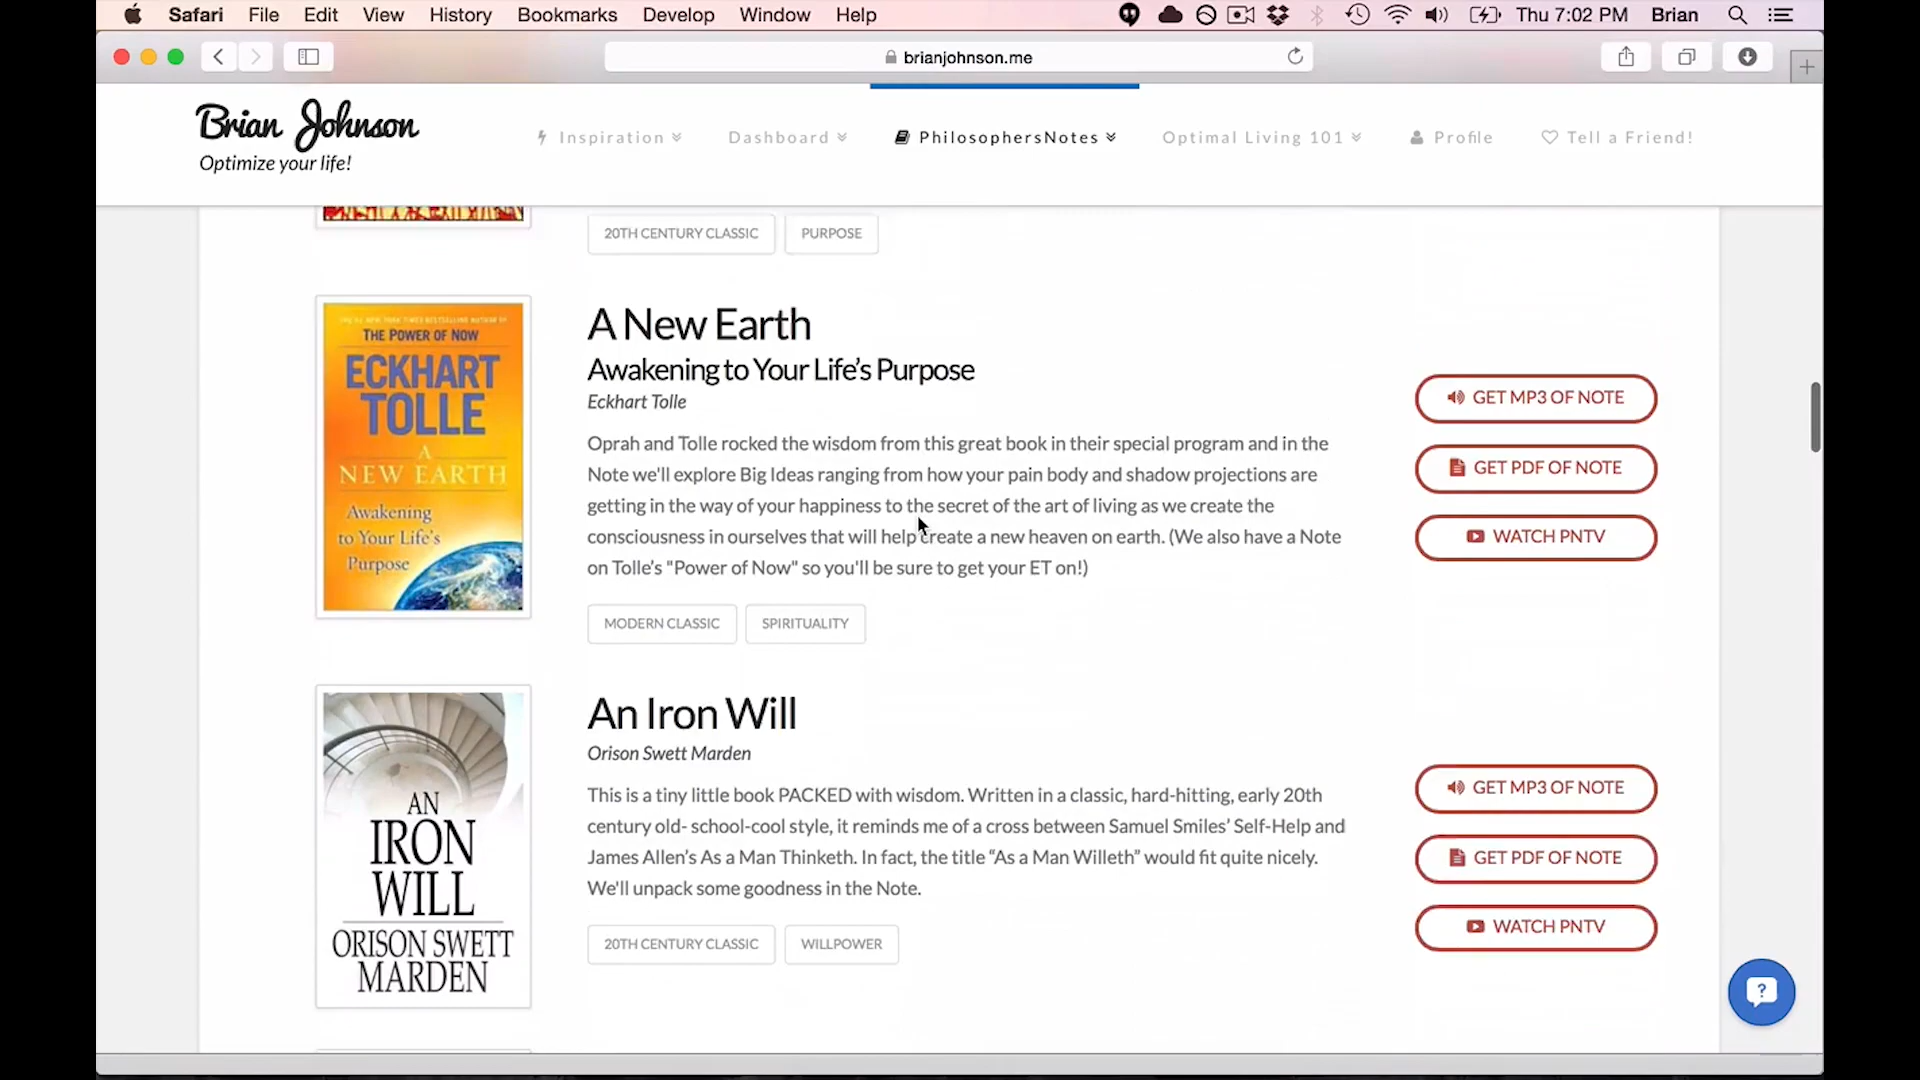 Safari File Edit View History Bookmarks Develop Window Help Thu 7:02 PM Brian
brianjohnson.me
Brian Johnson
Optimize your life!
Inspiration Dashboard PhilosophersNotes Optimal Living 101 Profile Tell a Friend!
20TH CENTURY CLASSIC PURPOSE
THE POWER OF NOW
ECKHART
TOLLE
A
NEW EARTH
Awakening
to Your Life's
Purpose
A New Earth
Awakening to Your Life's Purpose
Eckhart Tolle
Oprah and Tolle rocked the wisdom from this great book in their special program and in the
Note we'll explore Big Ideas ranging from how your pain body and shadow projections are
getting in the way of your happiness to the secret of the art of living as we create the
consciousness in ourselves that will help create a new heaven on earth. (We also have a Note
on Tolle's "Power of Now" so you'll be sure to get your ET on!)
MODERN CLASSIC SPIRITUALITY
GET MP3 OF NOTE
GET PDF OF NOTE
WATCH PNTV
AN
IRON
WILL
ORISON SWETT
MARDEN
An Iron Will
Orison Swett Marden
This is a tiny little book PACKED with wisdom. Written in a classic, hard-hitting, early 20th
century old- school-cool style, it reminds me of a cross between Samuel Smiles’ Self-Help and
James Allen’s As a Man Thinketh. In fact, the title “As a Man Willeth” would fit quite nicely.
We'll unpack some goodness in the Note.
20TH CENTURY CLASSIC WILLPOWER
GET MP3 OF NOTE
GET PDF OF NOTE
WATCH PNTV